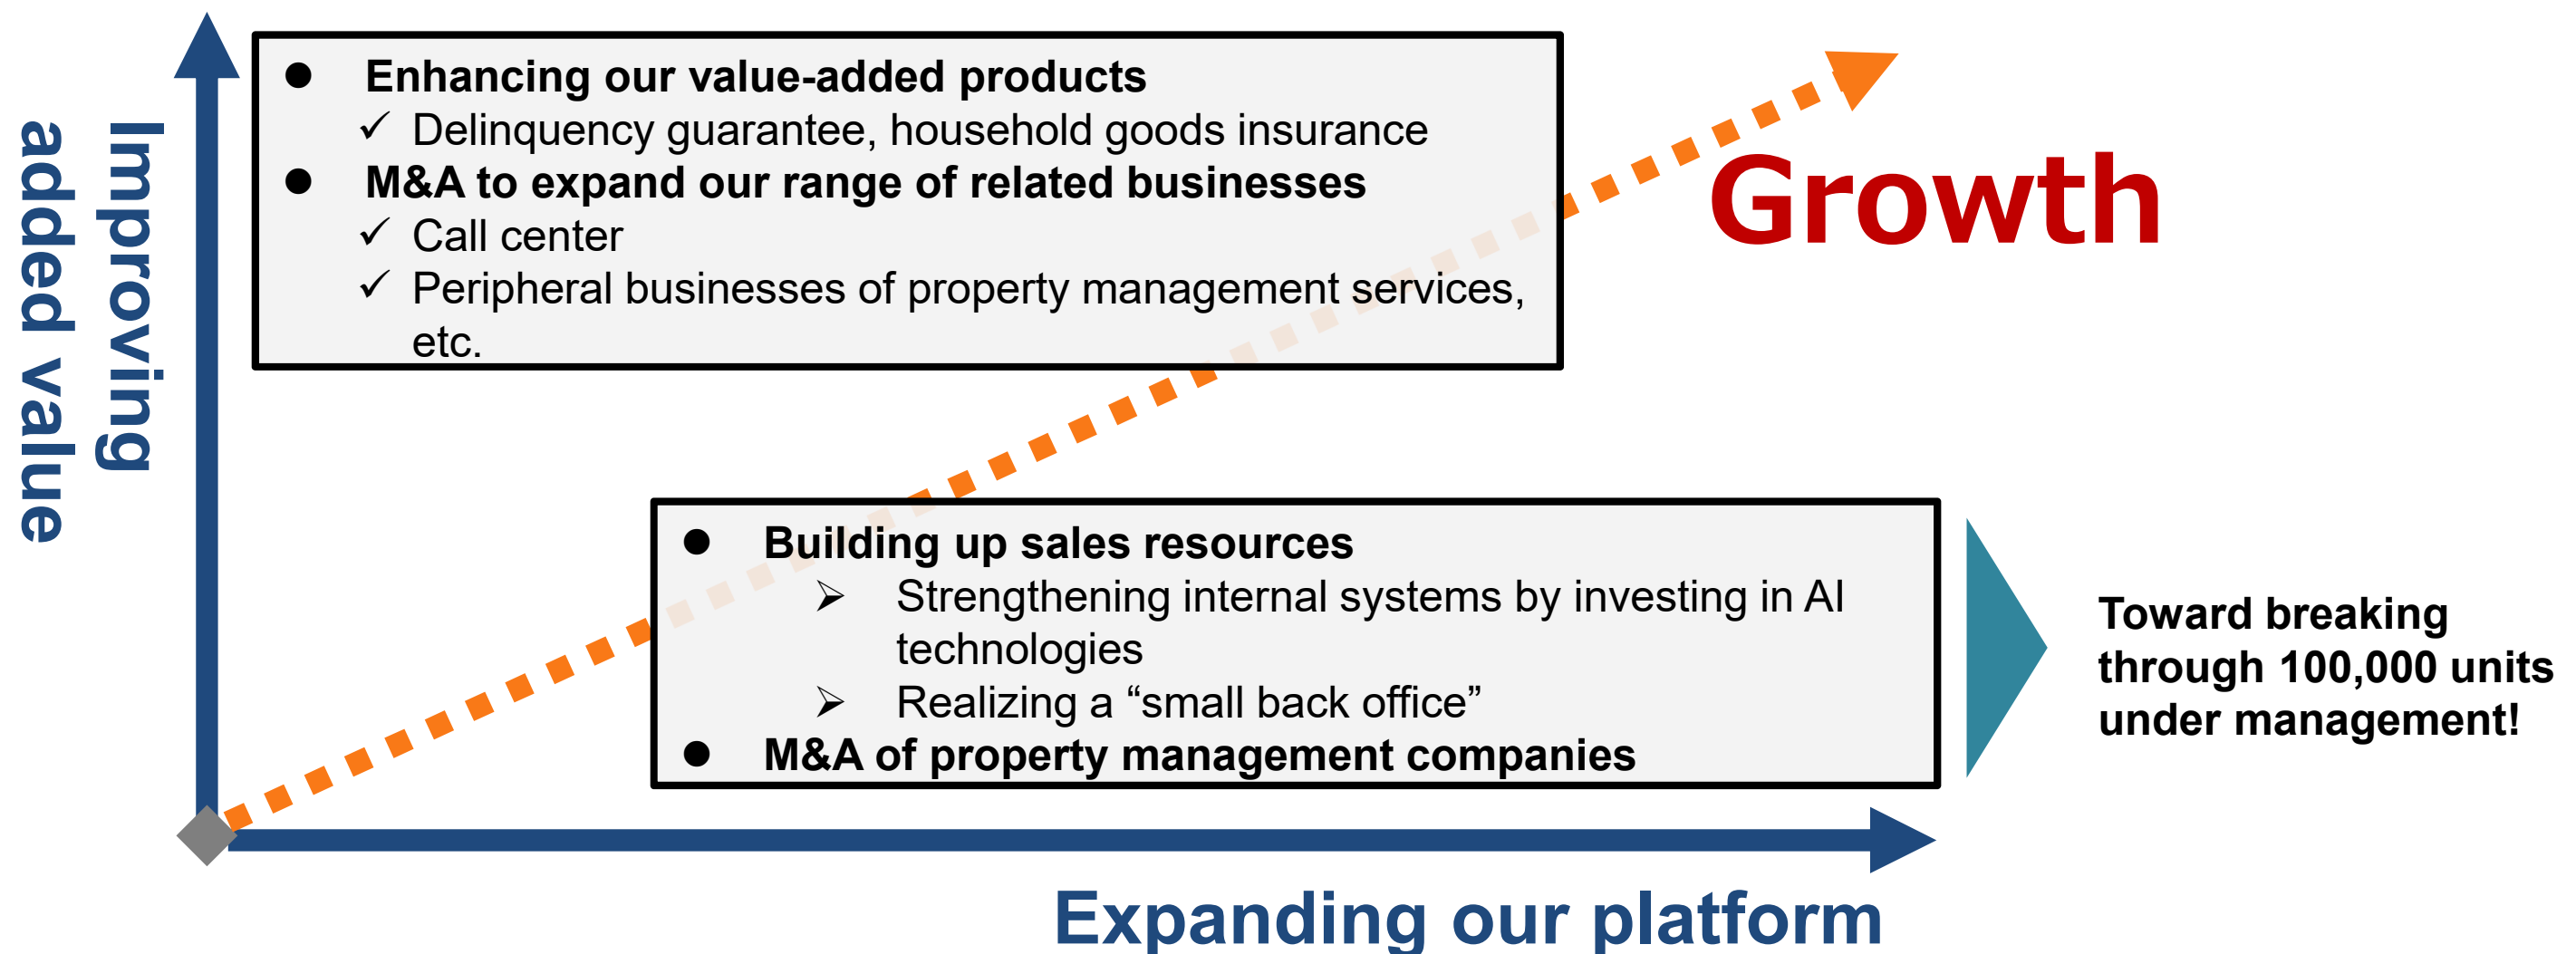 Improving
added value
● Enhancing our value-added products
✓ Delinquency guarantee, household goods insurance
● M&A to expand our range of related businesses
✓ Call center
✓ Peripheral businesses of property management services,
etc.
Growth
● Building up sales resources
➢ Strengthening internal systems by investing in AI
technologies
➢ Realizing a “small back office”
● M&A of property management companies
Toward breaking
through 100,000 units
under management!
Expanding our platform